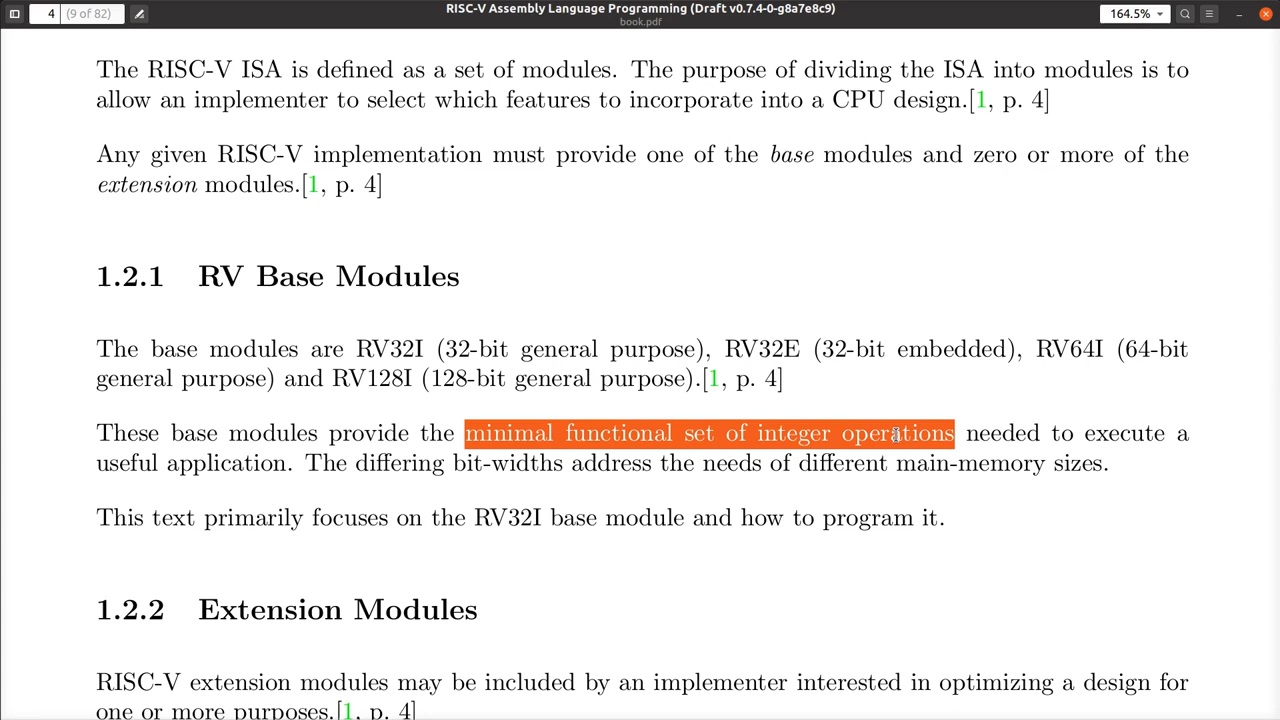 4 (9 of 82)
RISC-V Assembly Language Programming (Draft v0.7.4-0-g8a7e8c9)
book.pdf
164.5%
The RISC-V ISA is defined as a set of modules. The purpose of dividing the ISA into modules is to
allow an implementer to select which features to incorporate into a CPU design.[1, p. 4]
Any given RISC-V implementation must provide one of the base modules and zero or more of the
extension modules.[1, p. 4]
1.2.1 RV Base Modules
The base modules are RV32I (32-bit general purpose), RV32E (32-bit embedded), RV64I (64-bit
general purpose) and RV128I (128-bit general purpose).[1, p. 4]
These base modules provide the minimal functional set of integer operations needed to execute a
useful application. The differing bit-widths address the needs of different main-memory sizes.
This text primarily focuses on the RV32I base module and how to program it.
1.2.2 Extension Modules
RISC-V extension modules may be included by an implementer interested in optimizing a design for
one or more purposes.[1, p. 4]